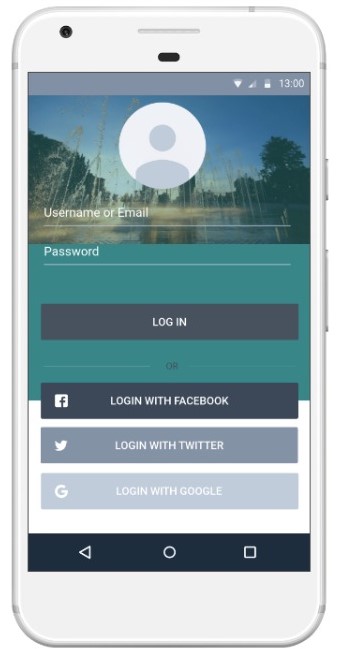 13:00
Username or Email
Password
LOG IN
OR
LOGIN WITH FACEBOOK
LOGIN WITH TWITTER
LOGIN WITH GOOGLE